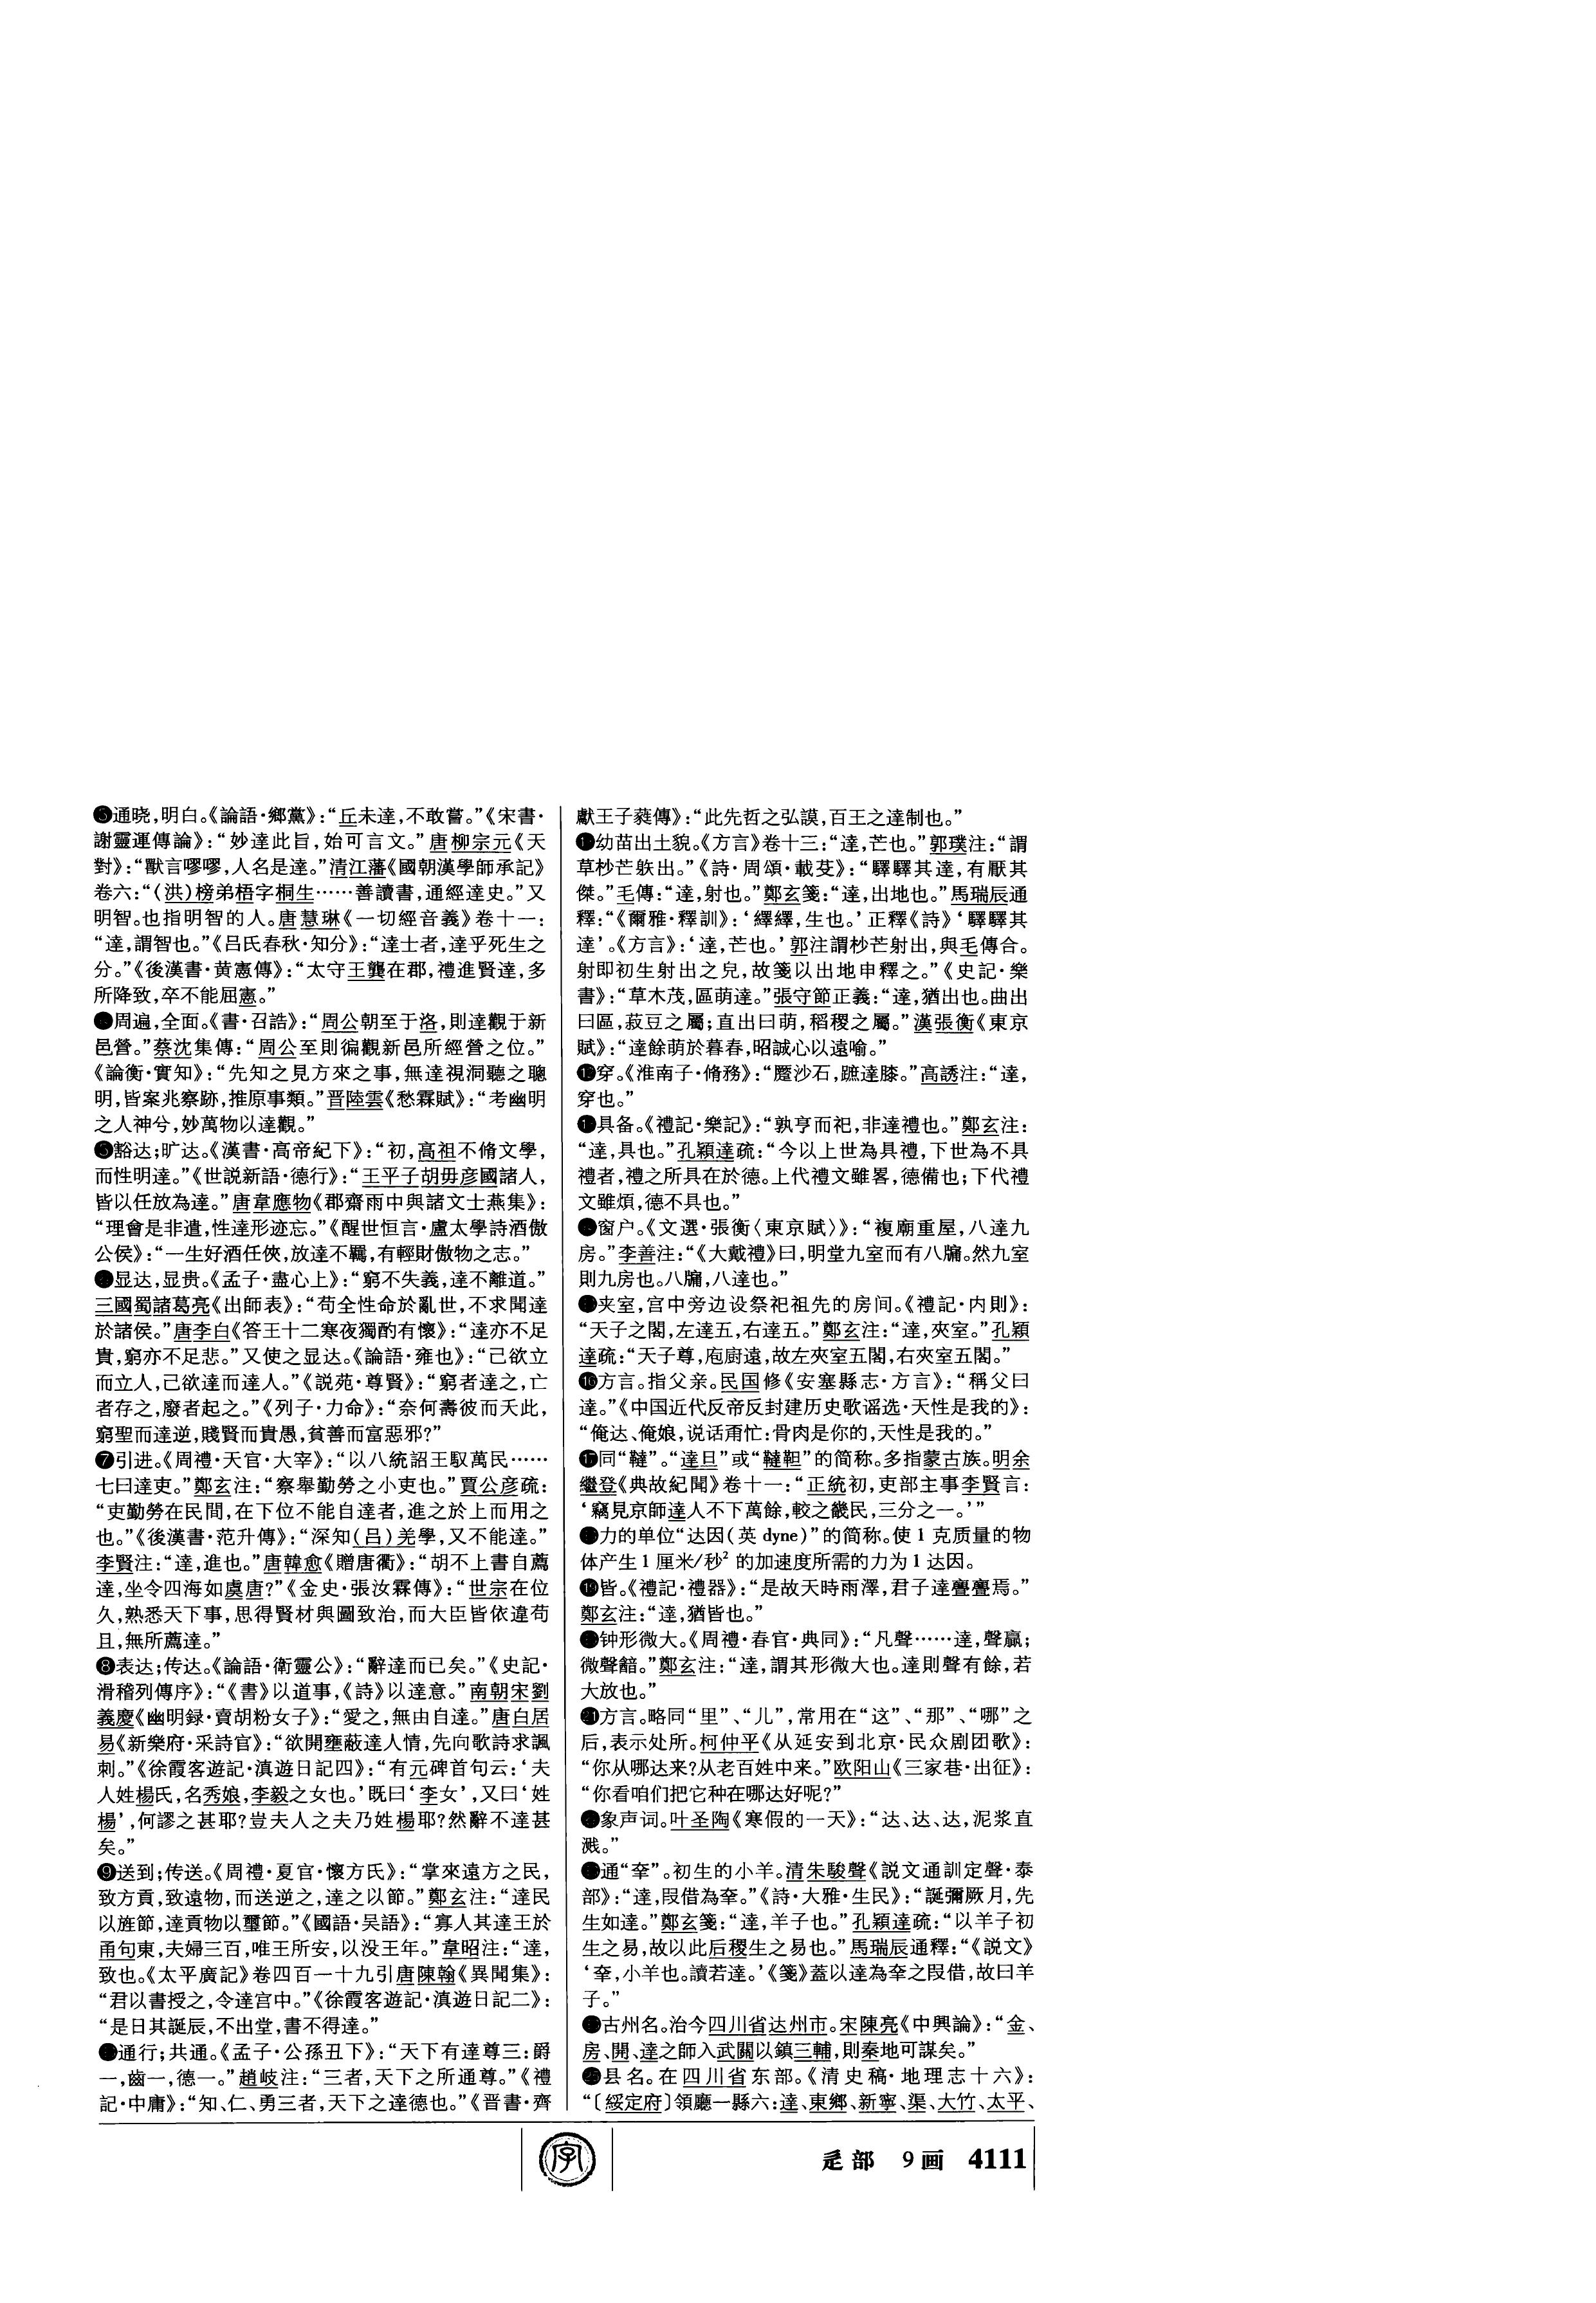 ❸通晓，明白。《論語·鄉黨》：“丘未達，不敢嘗。”《宋書·
謝靈運傳論》：“妙達此旨，始可言文。”唐柳宗元《天
對》：“獸言嘐嘐，人名是達。”清江藩《國朝漢學師承記》
卷六：“（洪）榜弟梧字桐生……善讀書，通經達史。”又
明智。也指明智的人。唐慧琳《一切經音義》卷十一：
“達，謂智也。”《吕氏春秋·知分》：“達士者，達乎死生之
分。”《後漢書·黄憲傳》：“太守王龔在郡，禮進賢達，多
所降致，卒不能屈憲。”
周遍，全面。《書·召誥》：“周公朝至于洛，則達觀于新
邑營。”蔡沈集傳：“周公至則徧觀新邑所經營之位。”
《論衡·實知》：“先知之見方來之事，無達視洞聽之聰
明，皆案兆察跡，推原事類。”晋陸雲《愁霖賦》：“考幽明
之人神兮，妙萬物以達觀。”
❺豁达；旷达。《漢書·高帝紀下》：“初，高祖不脩文學，
而性明達。”《世説新語·德行》：“王平子胡毋彦國諸人，
皆以任放為達。”唐韋應物《郡齋雨中與諸文士燕集》：
“理會是非遣，性達形迹忘。”《醒世恒言·盧太學詩酒傲
公侯》：“一生好酒任俠，放達不羈，有輕財傲物之志。”
显达，显贵。《孟子·盡心上》：“窮不失義，達不離道。”
三國蜀諸葛亮《出師表》：“苟全性命於亂世，不求聞達
於諸侯。”唐李白《答王十二寒夜獨酌有懷》：“達亦不足
貴，窮亦不足悲。”又使之显达。《論語·雍也》：“己欲立
而立人，己欲達而達人。”《説苑·尊賢》：“窮者達之，亡
者存之，廢者起之。”《列子·力命》：“奈何壽彼而夭此，
窮聖而達逆，賤賢而貴愚，貧善而富惡邪？”
❼引进。《周禮·天官·大宰》：“以八統詔王馭萬民……
七曰達吏。”鄭玄注：“察舉勤勞之小吏也。”賈公彦疏：
“吏勤勞在民間，在下位不能自達者，進之於上而用之
也。”《後漢書·范升傳》：“深知（吕）羌學，又不能達。”
李賢注：“達，進也。”唐韓愈《贈唐衢》：“胡不上書自薦
達，坐令四海如虞唐？”《金史·張汝霖傳》：“世宗在位
久，熟悉天下事，思得賢材與圖致治，而大臣皆依違苟
且，無所薦達。”
❽表达；传达。《論語·衛靈公》：“辭達而已矣。”《史記·
滑稽列傳序》：“《書》以道事，《詩》以達意。”南朝宋劉
義慶《幽明録·賣胡粉女子》：“愛之，無由自達。”唐白居
易《新樂府·采詩官》：“欲開壅蔽達人情，先向歌詩求諷
刺。”《徐霞客遊記·滇遊日記四》：“有元碑首句云：‘夫
人姓楊氏，名秀娘，李毅之女也。’既曰‘李女’，又曰‘姓
楊’，何謬之甚耶？豈夫人之夫乃姓楊耶？然辭不達甚
矣。”
❾送到；传送。《周禮·夏官·懷方氏》：“掌來遠方之民，
致方貢，致遠物，而送逆之，達之以節。”鄭玄注：“達民
以旌節，達貢物以璽節。”《國語·吴語》：“寡人其達王於
甬句東，夫婦三百，唯王所安，以没王年。”韋昭注：“達，
致也。《太平廣記》卷四百一十九引唐陳翰《異聞集》：
“君以書授之，令達宫中。”《徐霞客遊記·滇遊日記二》：
“是日其誕辰，不出堂，書不得達。”
通行；共通。《孟子·公孫丑下》：“天下有達尊三：爵
一，齒一，德一。”趙岐注：“三者，天下之所通尊。”《禮
記·中庸》：“知、仁、勇三者，天下之達德也。”《晋書·齊
獻王子蕤傳》：“此先哲之弘謨，百王之達制也。”
幼苗出土貌。《方言》卷十三：“達，芒也。”郭璞注：“謂
草杪芒䠶出。”《詩·周頌·載芟》：“驛驛其達，有厭其
傑。”毛傳：“達，射也。”鄭玄箋：“達，出地也。”馬瑞辰通
釋：“《爾雅·釋訓》：‘繹繹，生也。’正釋《詩》‘驛驛其
達’。《方言》：‘達，芒也。’郭注謂杪芒射出，與毛傳合。
射即初生射出之皃，故箋以出地申釋之。”《史記·樂
書》：“草木茂，區萌達。”張守節正義：“達，猶出也。曲出
曰區，菽豆之屬；直出曰萌，稻稷之屬。”漢張衡《東京
賦》：“達餘萌於暮春，昭誠心以遠喻。”
穿。《淮南子·脩務》：“蹷沙石，蹠達膝。”高誘注：“達，
穿也。”
具备。《禮記·樂記》：“孰亨而祀，非達禮也。”鄭玄注：
“達，具也。”孔穎達疏：“今以上世為具禮，下世為不具
禮者，禮之所具在於德。上代禮文雖畧，德備也；下代禮
文雖煩，德不具也。”
窗户。《文選·張衡〈東京賦〉》：“複廟重屋，八達九
房。”李善注：“《大戴禮》曰，明堂九室而有八牖。然九室
則九房也。八牖，八達也。”
夹室，宫中旁边设祭祀祖先的房间。《禮記·内則》：
“天子之閣，左達五，右達五。”鄭玄注：“達，夾室。”孔穎
達疏：“天子尊，庖厨遠，故左夾室五閣，右夾室五閣。”
⓰方言。指父亲。民国修《安塞縣志·方言》：“稱父曰
達。”《中国近代反帝反封建历史歌谣选·天性是我的》：
“俺达、俺娘，说话甭忙：骨肉是你的，天性是我的。”
⓱同“韃”。“達旦”或“韃靼”的简称。多指蒙古族。明余
繼登《典故紀聞》卷十一：“正統初，吏部主事李賢言：
‘竊見京師達人不下萬餘，較之畿民，三分之一。’”
力的单位“达因（英 dyne）”的简称。使 1 克质量的物
体产生 1 厘米/秒² 的加速度所需的力为 1 达因。
⓳皆。《禮記·禮器》：“是故天時雨澤，君子達亹亹焉。”
鄭玄注：“達，猶皆也。”
钟形微大。《周禮·春官·典同》：“凡聲……達，聲赢；
微聲韽。”鄭玄注：“達，謂其形微大也。達則聲有餘，若
大放也。”
㉑方言。略同“里”、“儿”，常用在“这”、“那”、“哪”之
后，表示处所。柯仲平《从延安到北京·民众剧团歌》：
“你从哪达来？从老百姓中来。”欧阳山《三家巷·出征》：
“你看咱们把它种在哪达好呢？”
象声词。叶圣陶《寒假的一天》：“达、达、达，泥浆直
溅。”
通“羍”。初生的小羊。清朱駿聲《説文通訓定聲·泰
部》：“達，叚借為羍。”《詩·大雅·生民》：“誕彌厥月，先
生如達。”鄭玄箋：“達，羊子也。”孔穎達疏：“以羊子初
生之易，故以此后稷生之易也。”馬瑞辰通釋：“《説文》
‘羍，小羊也。讀若達。’《箋》蓋以達為羍之叚借，故曰羊
子。”
古州名。治今四川省达州市。宋陳亮《中興論》：“金、
房、開、達之師入武關以鎮三輔，則秦地可謀矣。”
㉕县名。在四川省东部。《清史稿·地理志十六》：
“〔綏定府〕領廳一縣六：達、東鄉、新寧、渠、大竹、太平、
字
辵部 9画 4111